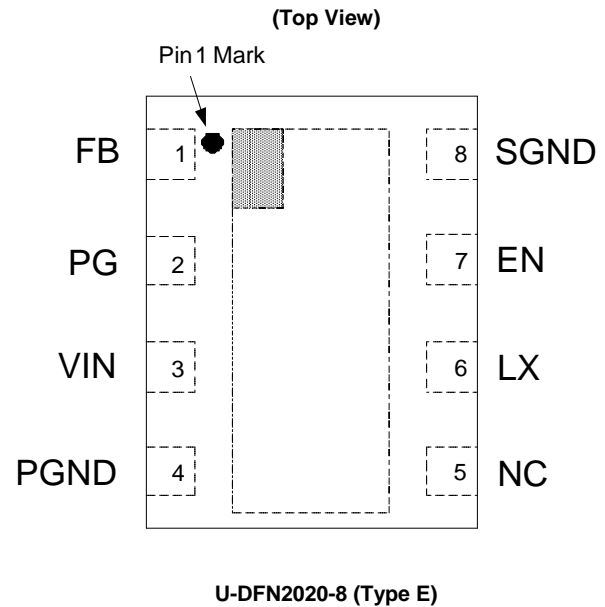 (Top View)
Pin 1 Mark
FB 1 8 SGND
PG 2 7 EN
VIN 3 6 LX
PGND 4 5 NC
U-DFN2020-8 (Type E)